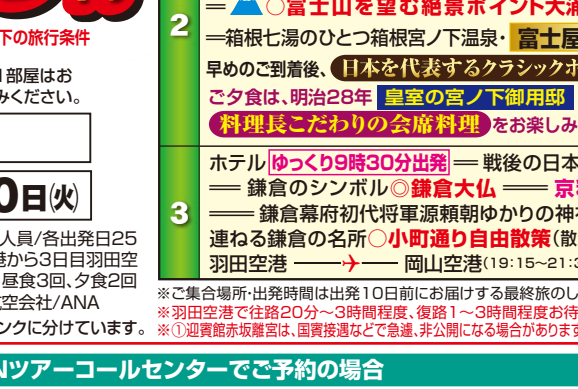 下の旅行条件
1部屋はお
みください。
0日(火)
人員/各出発日25
港から3日目羽田空
昼食3回、夕食2回
空会社/ANA
ンクに分けています。
2
＝ ○富士山を望む絶景ポイント大涌
＝箱根七湯のひとつ箱根宮ノ下温泉・ 富士屋
早めのご到着後、日本を代表するクラシックホ
ご夕食は、明治28年 皇室の宮ノ下御用邸
料理長こだわりの会席料理 をお楽しみ
3
ホテル ゆっくり9時30分出発 ＝ 戦後の日本
＝ 鎌倉のシンボル◎鎌倉大仏 ＝
＝ 鎌倉幕府初代将軍源頼朝ゆかりの神
連ねる鎌倉の名所○小町通り自由散策(散
羽田空港 ─✈─ 岡山空港(19:15～21:3
※ご集合場所・出発時間は出発10日前にお届けする最終旅のし
※羽田空港で往路20分～3時間程度、復路1～3時間程度お待
※①迎賓館赤坂離宮は、国賓接遇などで急遽、非公開になる場合があります
Nツアーコールセンターでご予約の場合